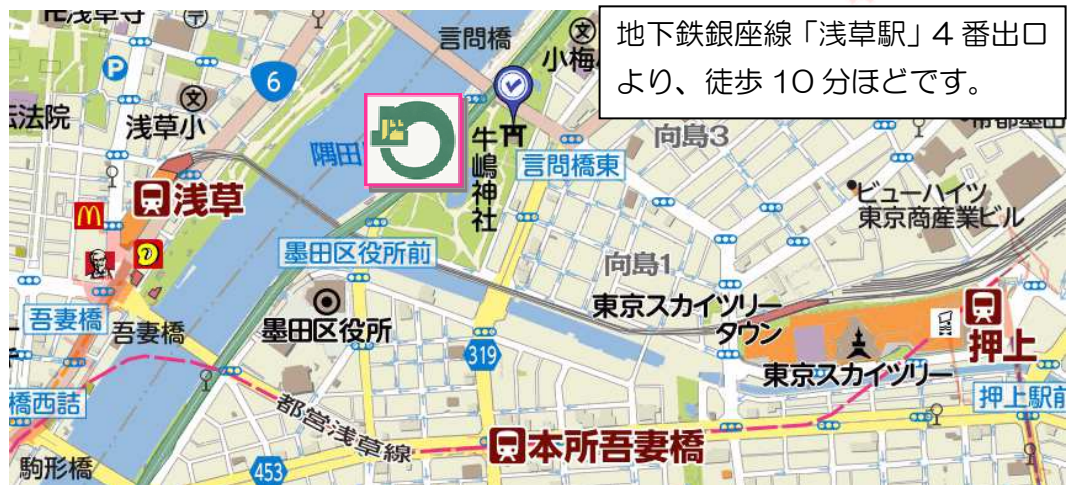 地下鉄銀座線「浅草駅」4番出口
より、徒歩10分ほどです。
言問橋
文
P
6
文
浅草小
法院
隅田
牛嶋神社
向島3
言問橋東
ビューハイツ
東京商産業ビル
浅草
墨田区役所前
向島1
吾妻橋
吾妻橋
墨田区役所
東京スカイツリー
タウン
押上
319
東京スカイツリー
押上駅前
橋西詰
都営浅草線
本所吾妻橋
駒形橋
453